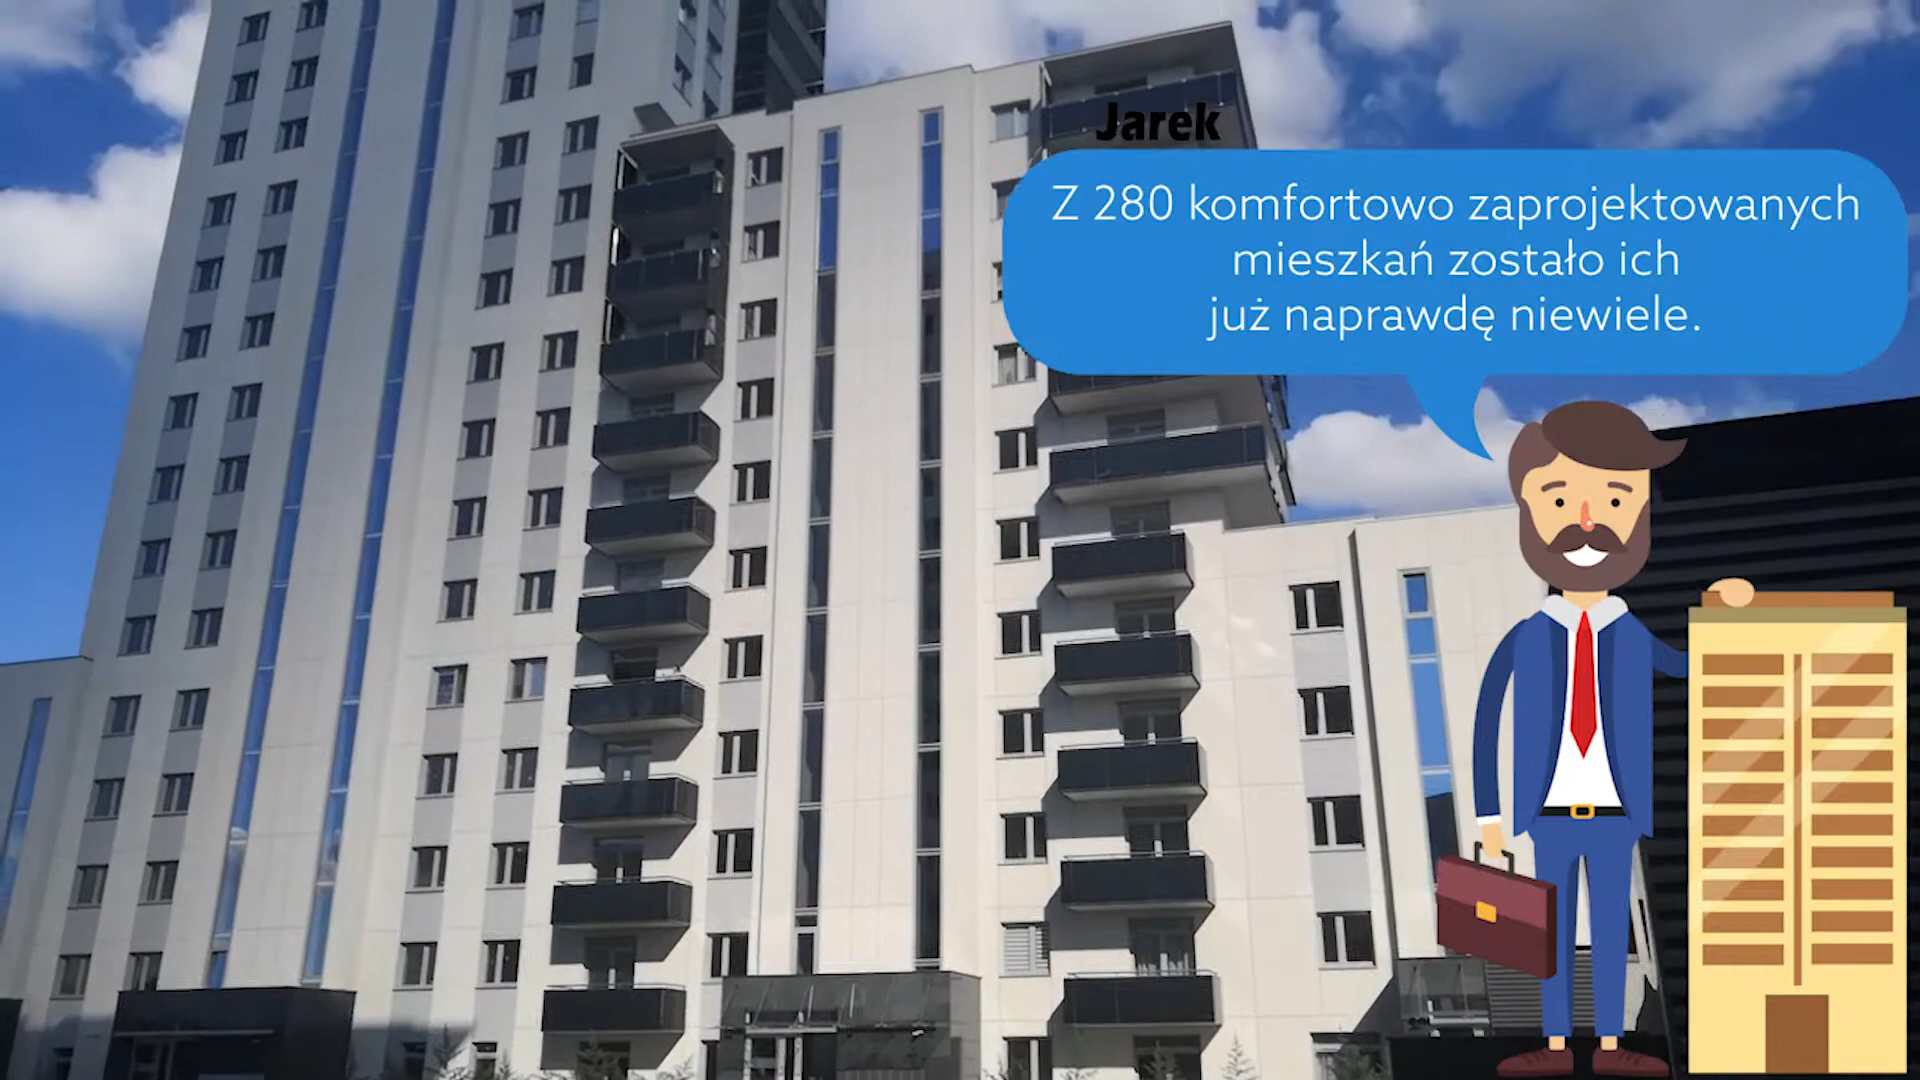 Jarek
Z 280 komfortowo zaprojektowanych
mieszkań zostało ich
już naprawdę niewiele.